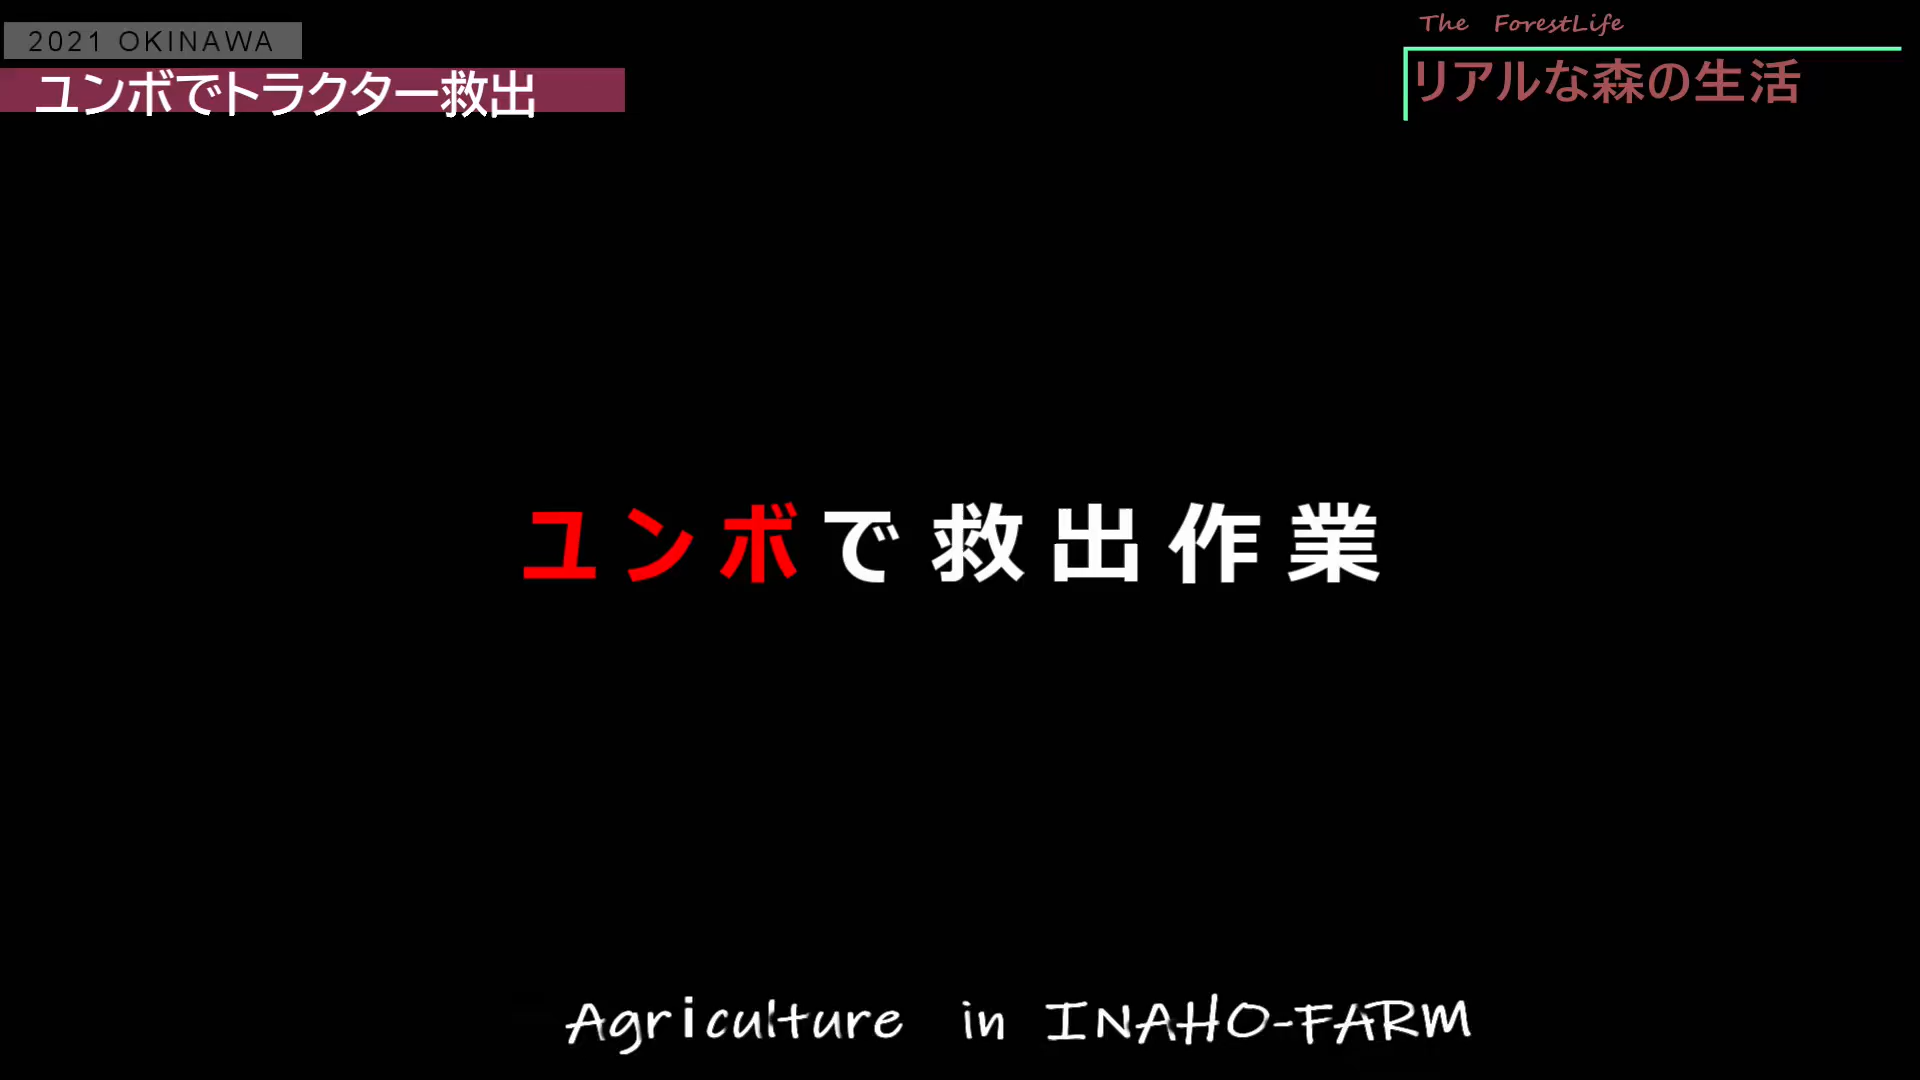 2021 OKINAWA
ユンボでトラクター救出
The ForestLife
リアルな森の生活
ユンボで救出作業
Agriculture in INAHO-FARM